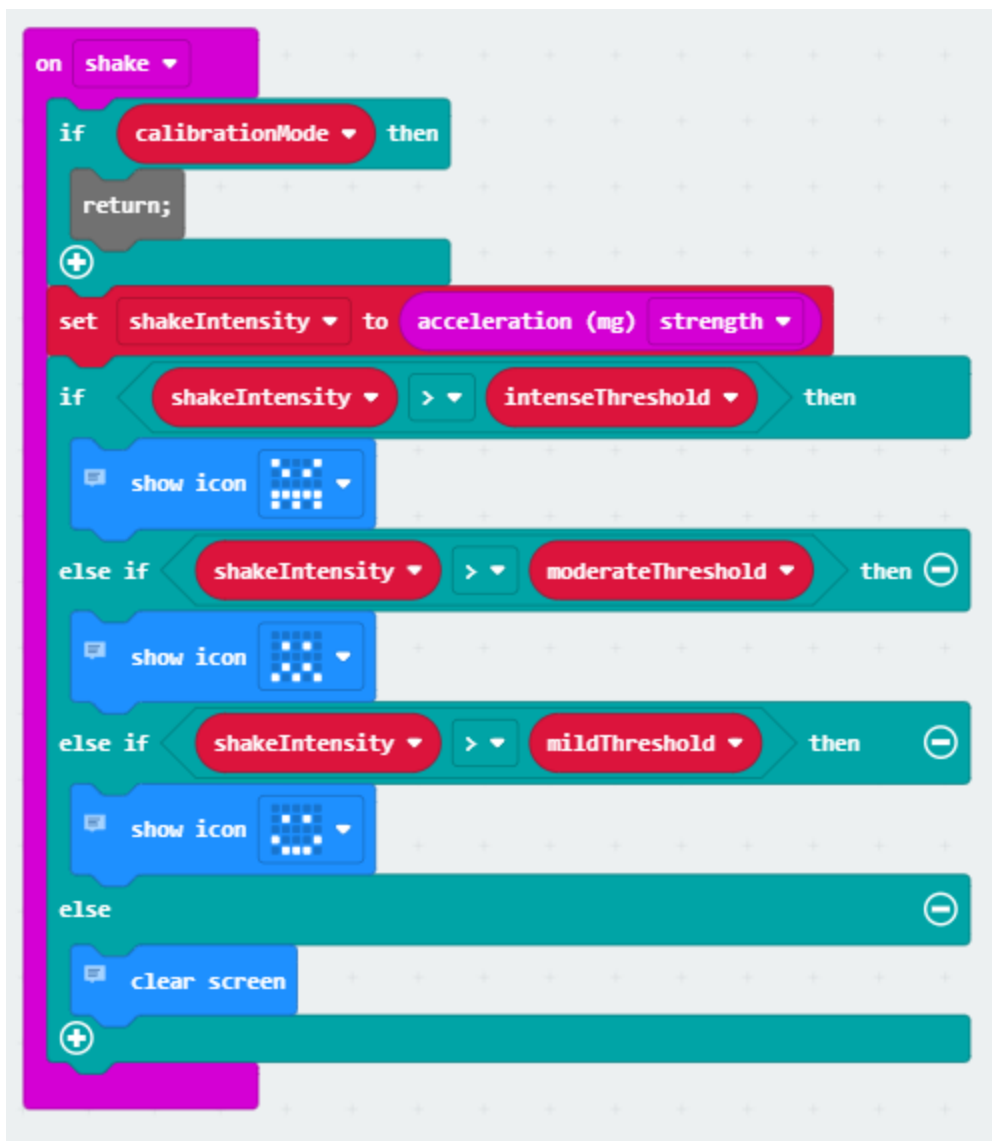 on shake
if calibrationMode then
return;
set shakeIntensity to acceleration (mg) strength
if shakeIntensity > intenseThreshold then
show icon
else if shakeIntensity > moderateThreshold then
show icon
else if shakeIntensity > mildThreshold then
show icon
else
clear screen